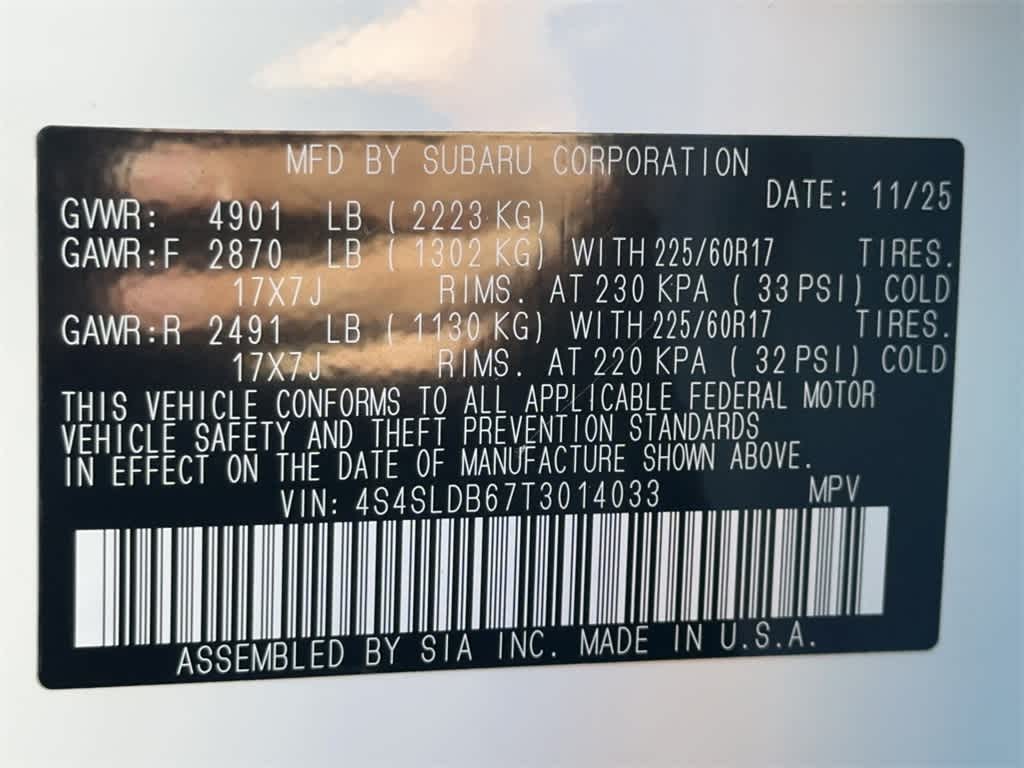 MFD BY SUBARU CORPORATION
DATE: 11/25
GVWR: 4901 LB ( 2223 KG)
GAWR:F 2870 LB ( 1302 KG) WITH 225/60R17 TIRES.
17X7J RIMS. AT 230 KPA ( 33 PSI) COLD
GAWR:R 2491 LB ( 1130 KG) WITH 225/60R17 TIRES.
17X7J RIMS. AT 220 KPA ( 32 PSI) COLD
THIS VEHICLE CONFORMS TO ALL APPLICABLE FEDERAL MOTOR
VEHICLE SAFETY AND THEFT PREVENTION STANDARDS
IN EFFECT ON THE DATE OF MANUFACTURE SHOWN ABOVE.
VIN: 4S4SLDB67T3014033 MPV
ASSEMBLED BY SIA INC. MADE IN U.S.A.